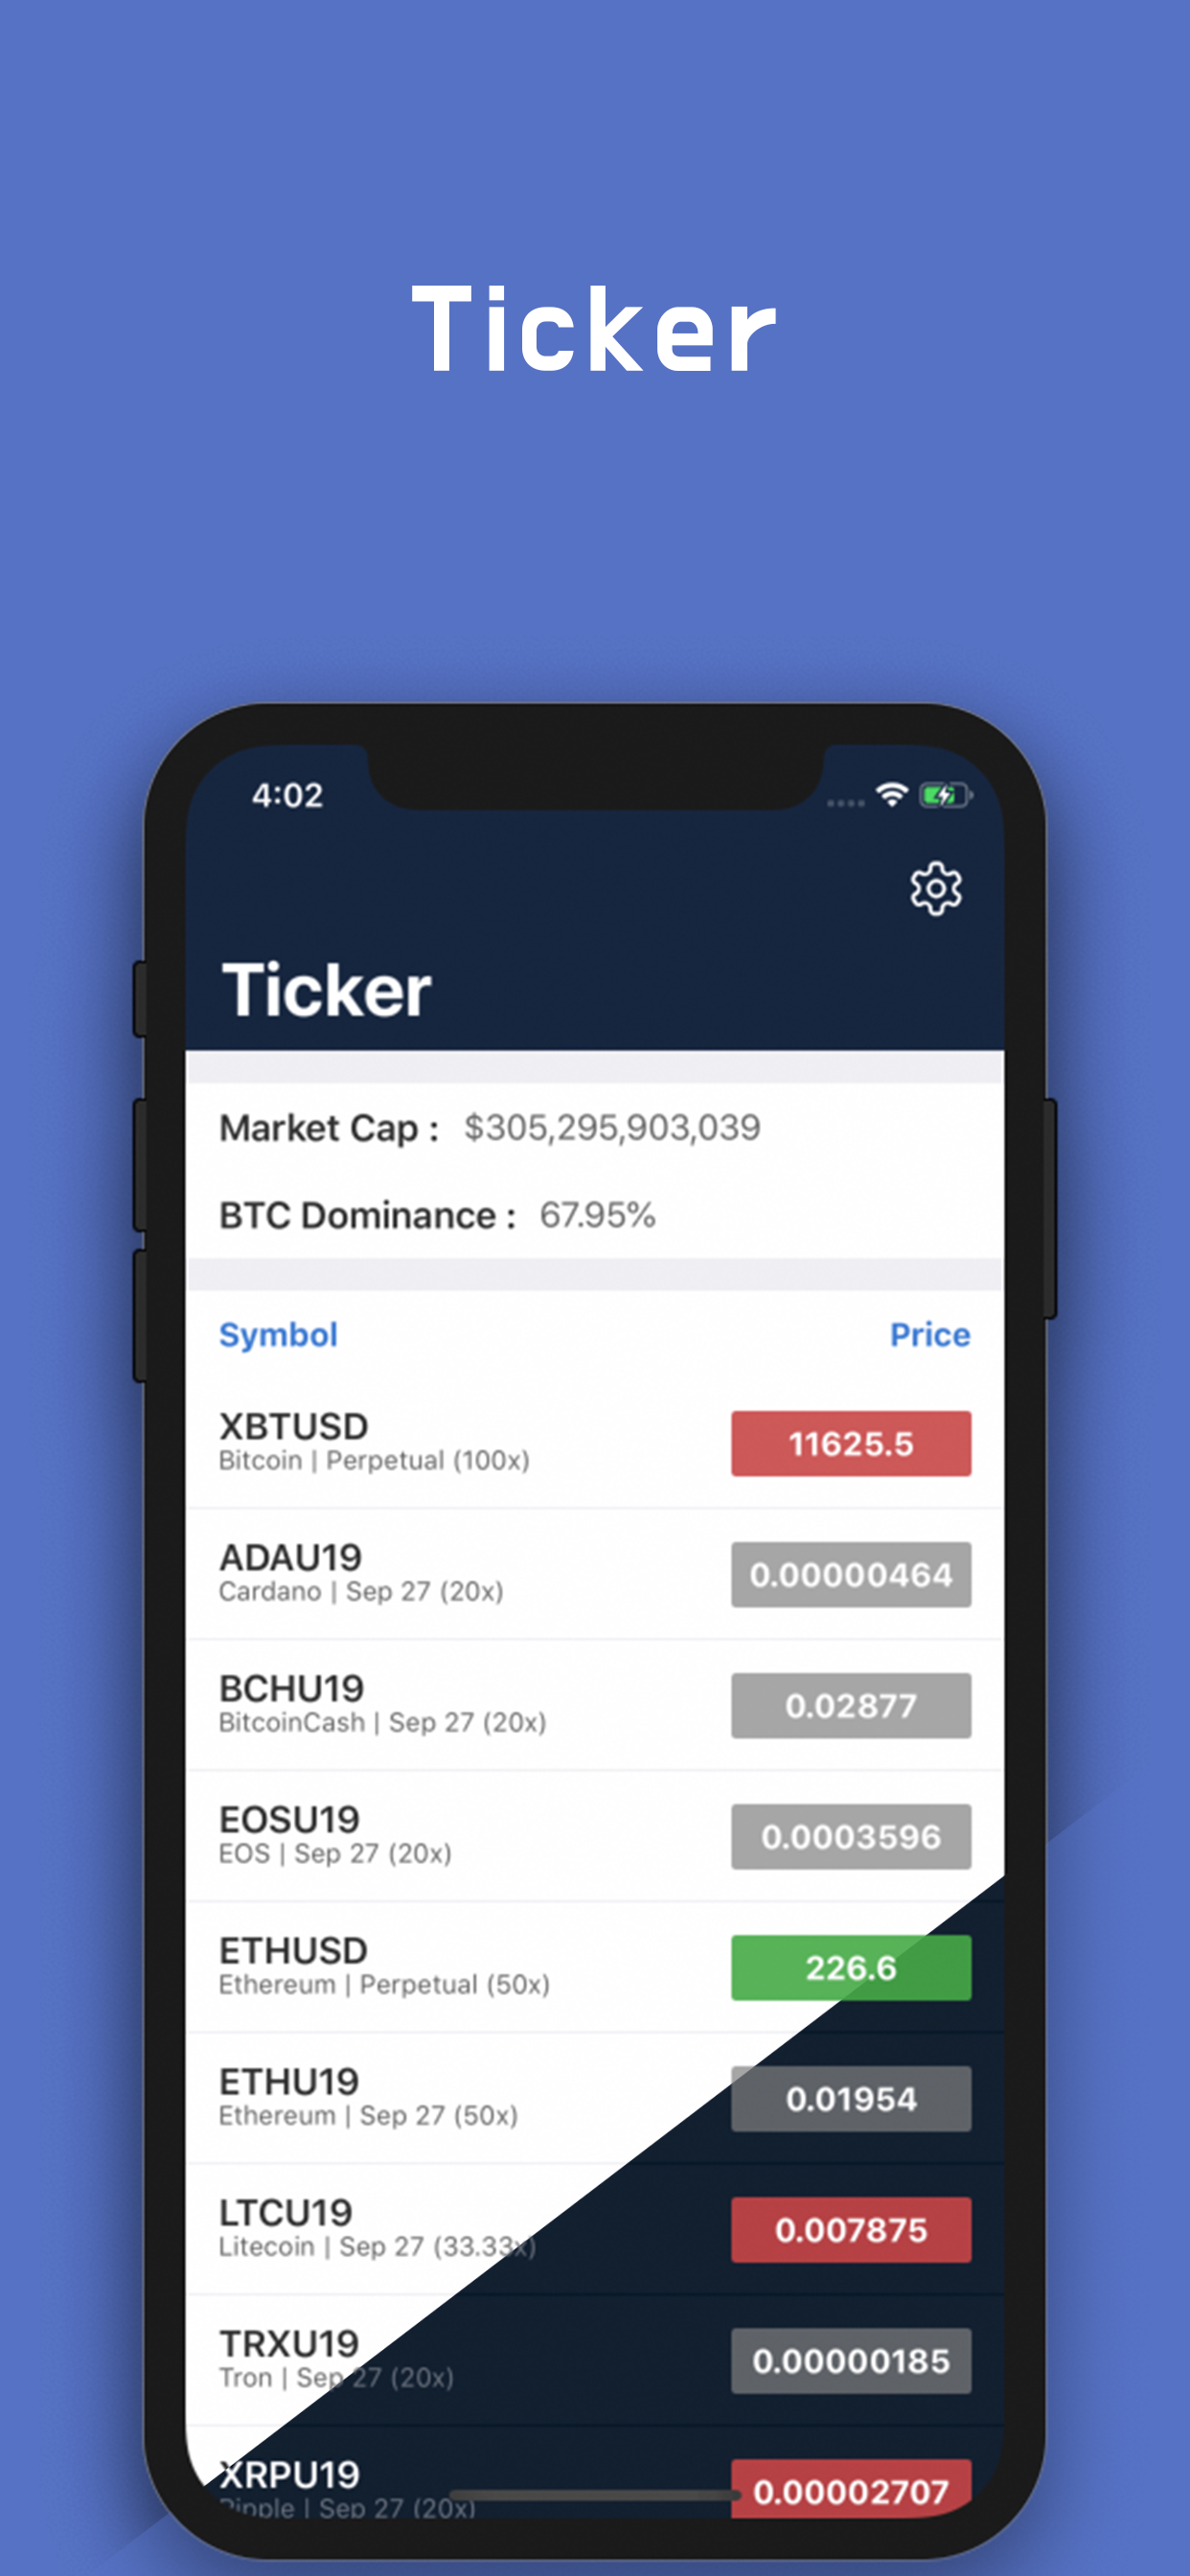 Ticker
4:02
Ticker
Market Cap : $305,295,903,039
BTC Dominance : 67.95%
Symbol Price
XBTUSD
Bitcoin | Perpetual (100x)
11625.5
ADAU19
Cardano | Sep 27 (20x)
0.00000464
BCHU19
BitcoinCash | Sep 27 (20x)
0.02877
EOSU19
EOS | Sep 27 (20x)
0.0003596
ETHUSD
Ethereum | Perpetual (50x)
226.6
ETHU19
Ethereum | Sep 27 (50x)
0.01954
LTCU19
Litecoin | Sep 27 (33.33x)
0.007875
TRXU19
Tron | Sep 27 (20x)
0.00000185
XRPU19
Ripple | Sep 27 (20x)
0.00002707